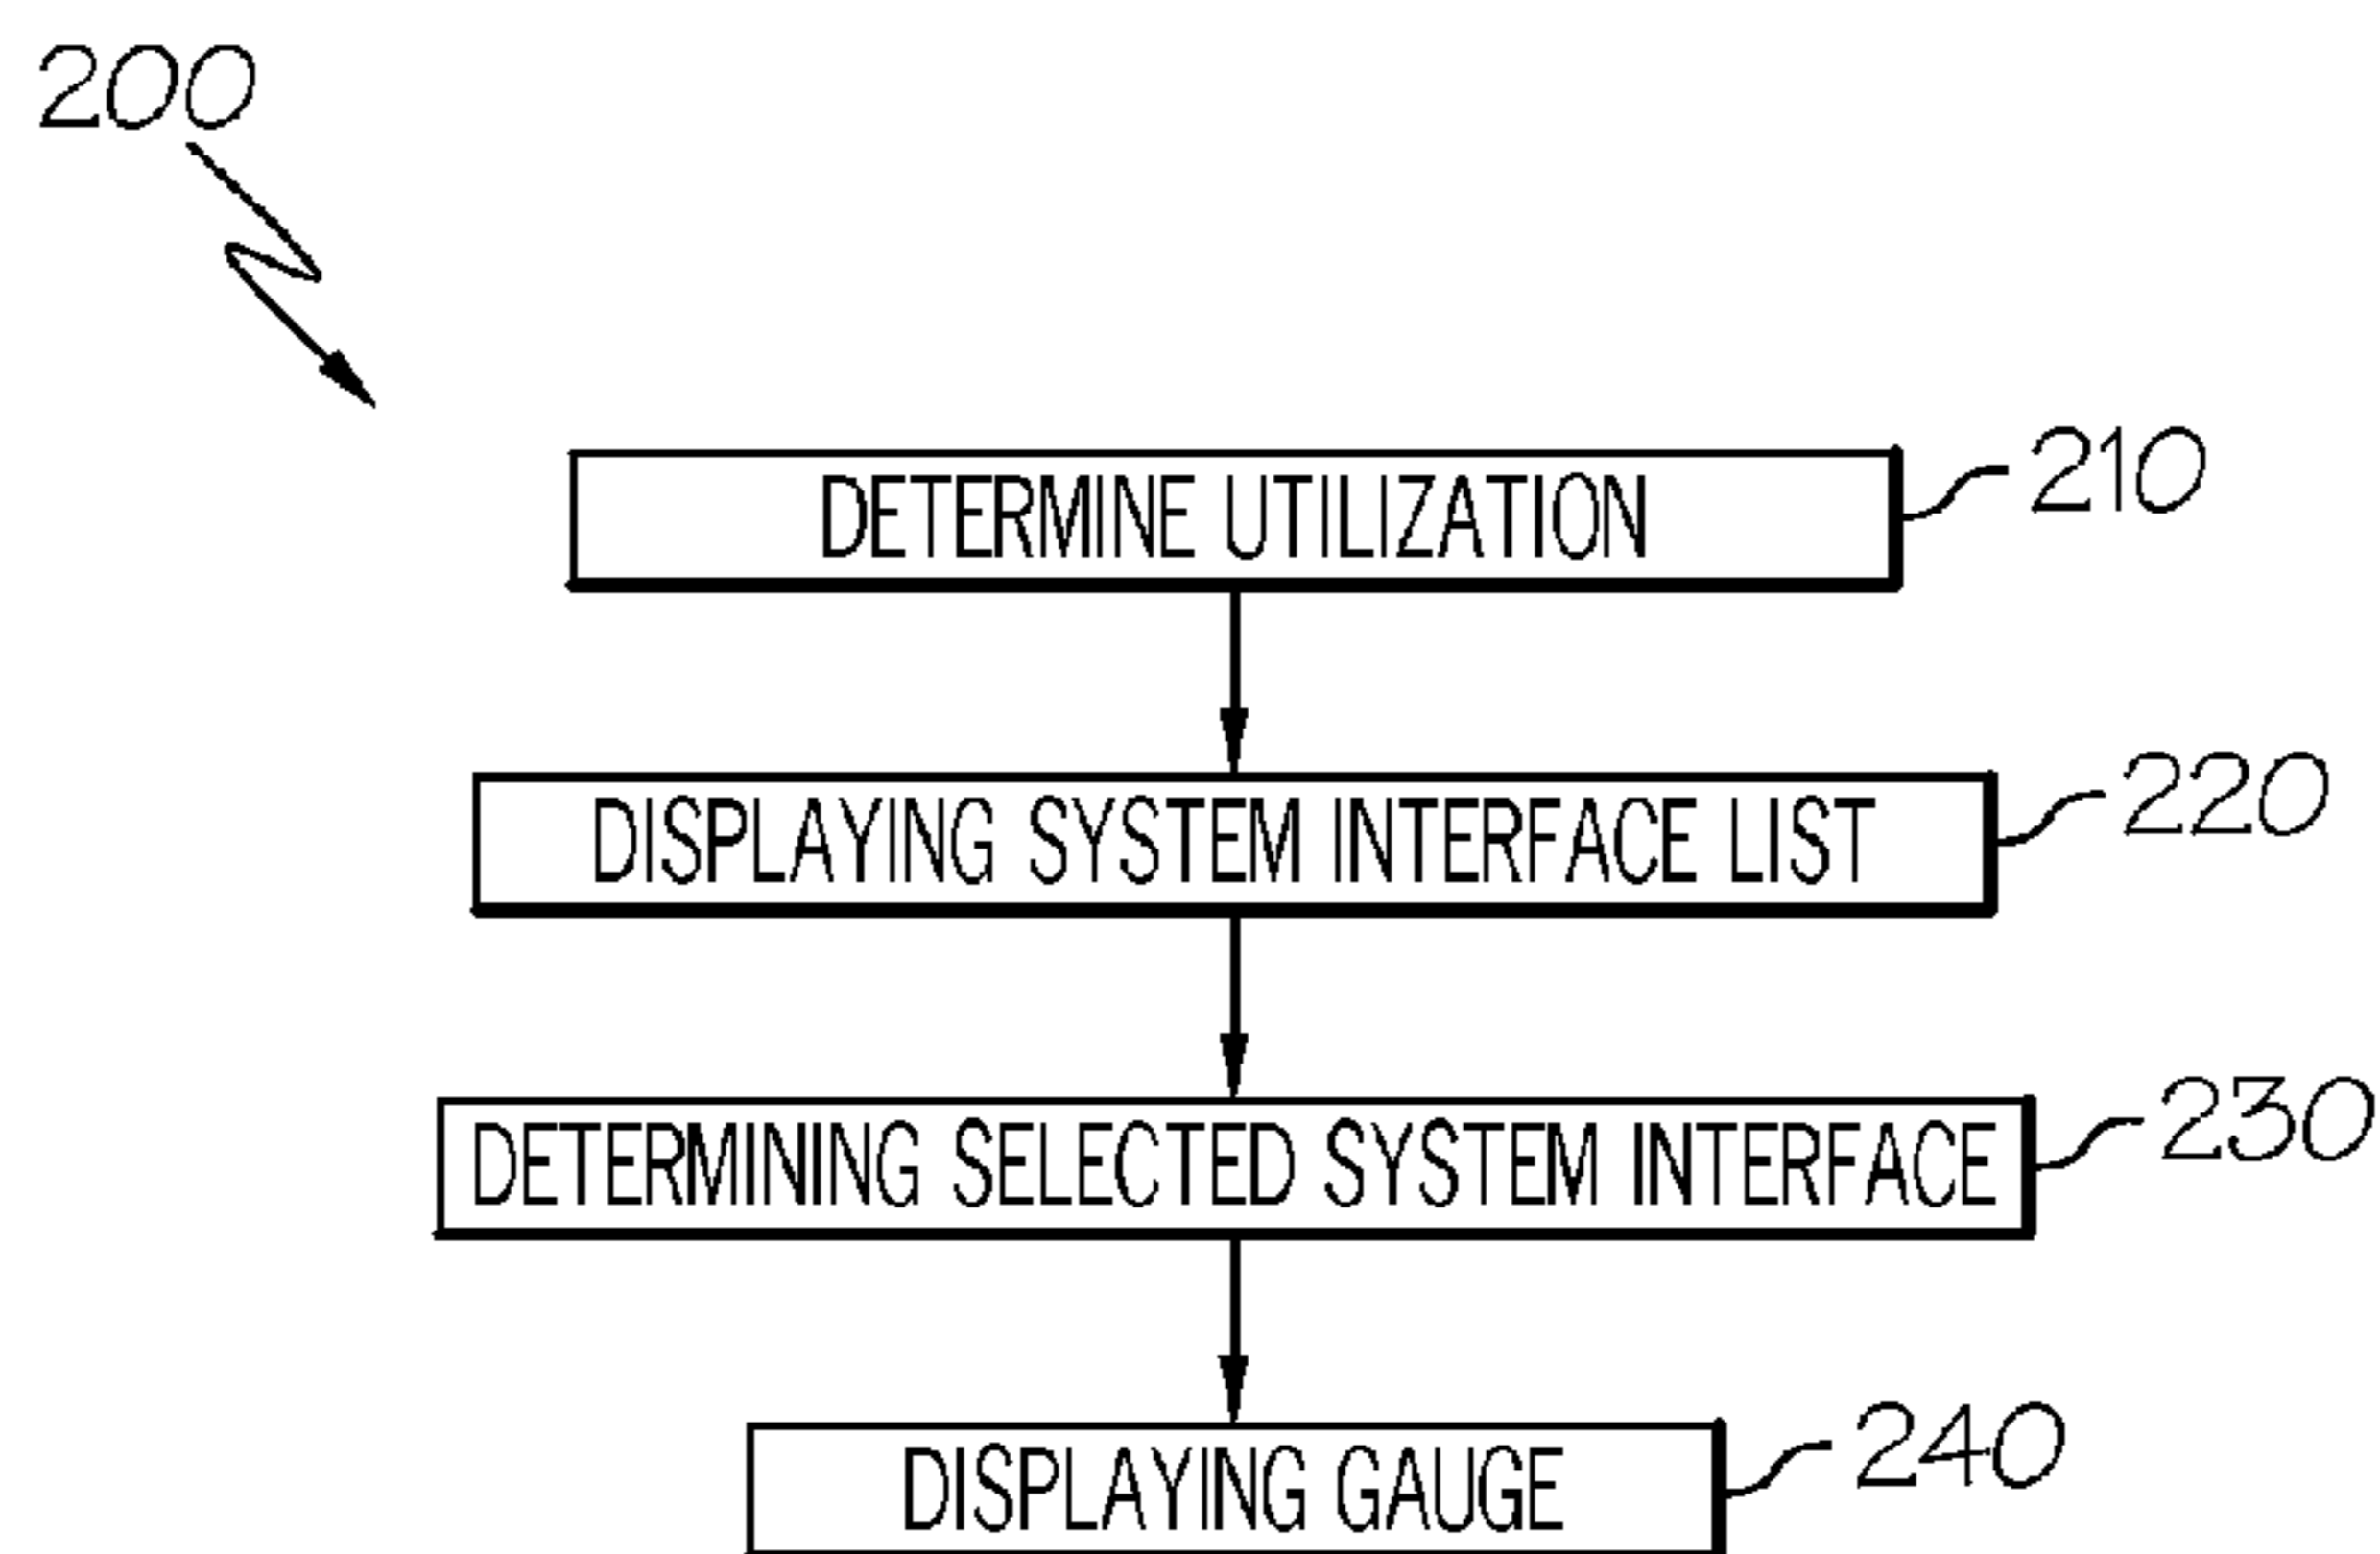 200
DETERMINE UTILIZATION 210
DISPLAYING SYSTEM INTERFACE LIST 220
DETERMINING SELECTED SYSTEM INTERFACE 230
DISPLAYING GAUGE 240